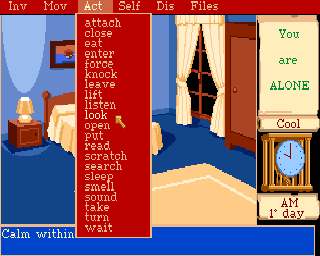 Inv Mov Act Self Dis Files
attach
close
eat
enter
force
knock
leave
lift
listen
look
open
put
read
scratch
search
sleep
smell
sound
take
turn
wait
You
are
ALONE
Cool
AM
1° day
Calm within